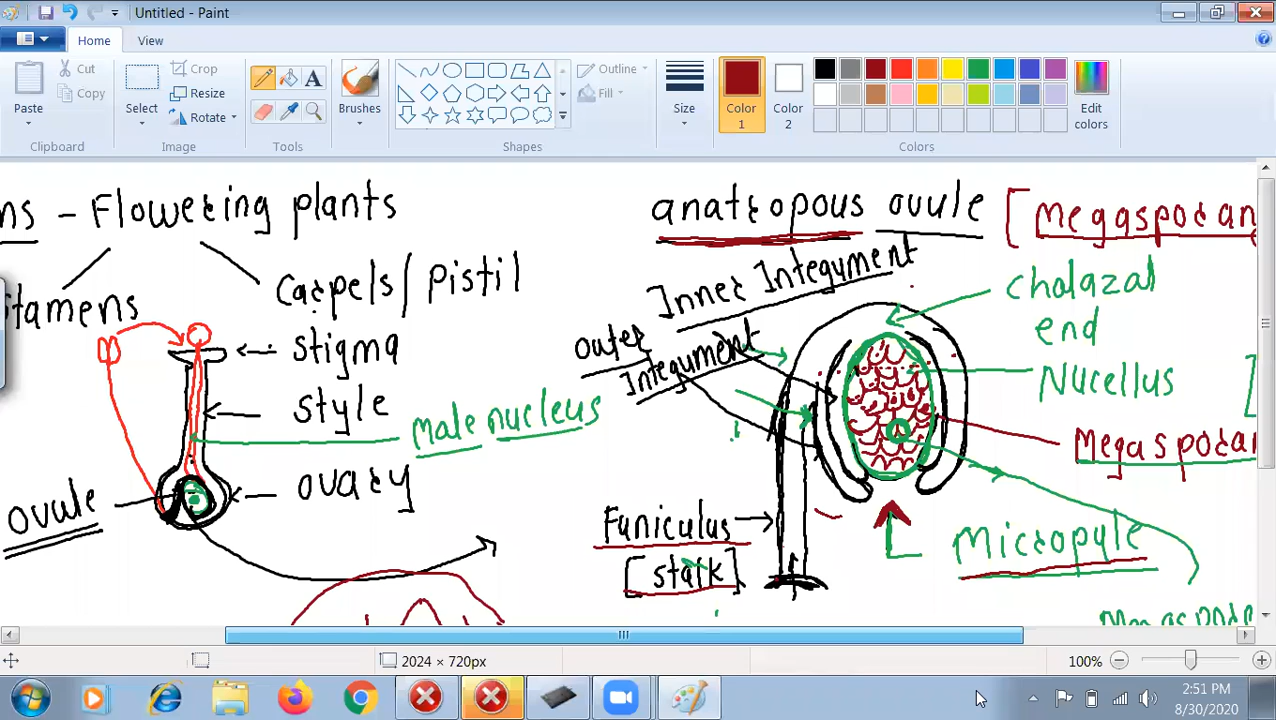 Untitled - Paint
Home
View
Paste
Cut
Copy
Clipboard
Select
Crop
Resize
Rotate
Image
Tools
Brushes
Outline
Fill
Shapes
Size
Color
1
Color
2
Edit
colors
Colors
ns - Flowering plants
stamens
carpels/ pistil
stigma
style
male nucleus
ovary
ovule
anatropous ovule
[megasporan
Inner Integument
outer
Integument
chalazal
end
Nucellus
[
Megasporan
Funiculus
[stalk]
Micropyle
2024 × 720px
100%
2:51 PM
8/30/2020